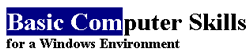 Basic Computer Skills
for a Windows Environment